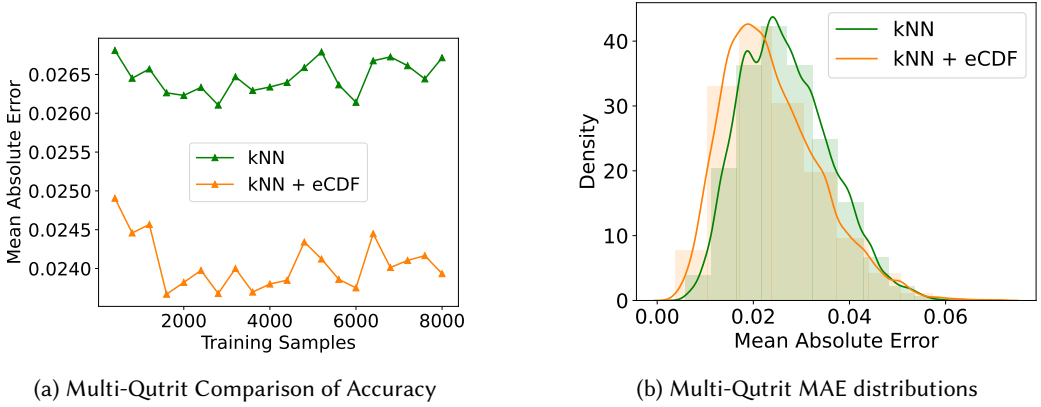 0.0265
0.0260
0.0255
0.0250
0.0245
0.0240
Mean Absolute Error
kNN
kNN + eCDF
2000 4000 6000 8000
Training Samples
(a) Multi-Qutrit Comparison of Accuracy
40
30
20
10
0
Density
kNN
kNN + eCDF
0.00 0.02 0.04 0.06
Mean Absolute Error
(b) Multi-Qutrit MAE distributions